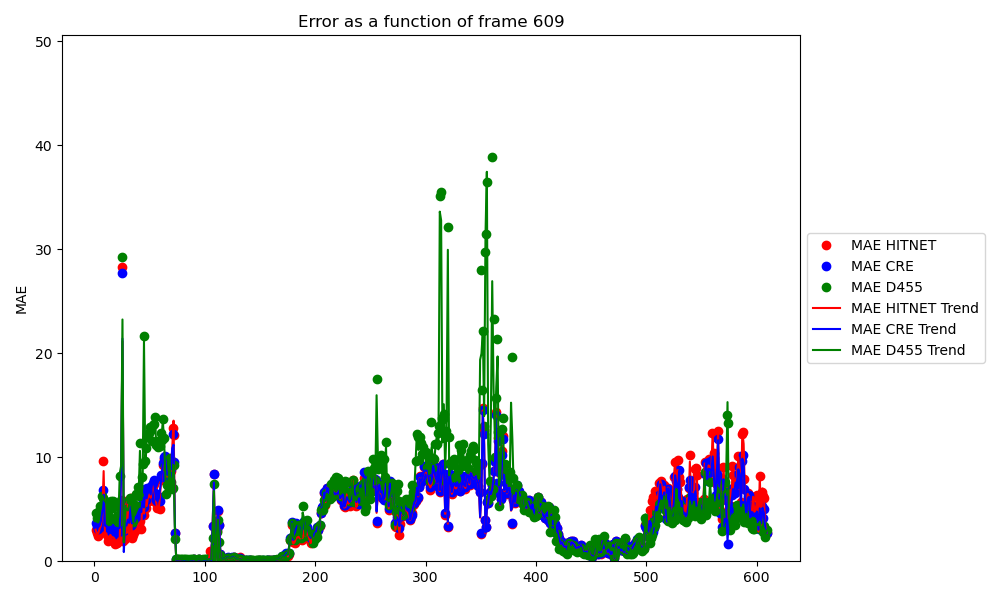 Error as a function of frame 609
MAE
50
40
30
20
10
0
0 100 200 300 400 500 600
MAE HITNET
MAE CRE
MAE D455
MAE HITNET Trend
MAE CRE Trend
MAE D455 Trend